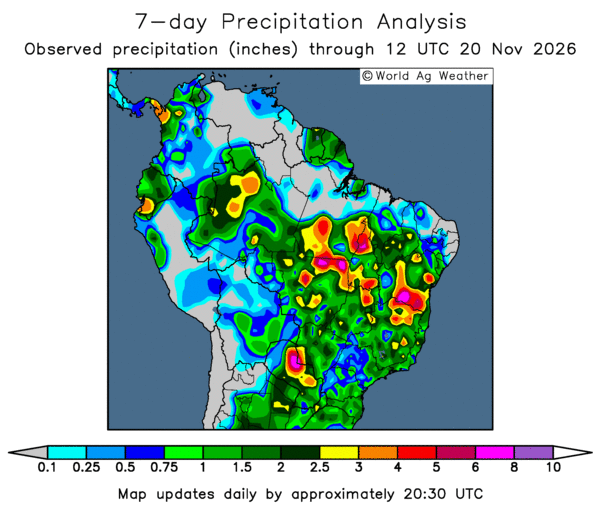 7-day Precipitation Analysis
Observed precipitation (inches) through 12 UTC 20 Nov 2026
© World Ag Weather
0.1 0.25 0.5 0.75 1 1.5 2 2.5 3 4 5 6 8 10
Map updates daily by approximately 20:30 UTC